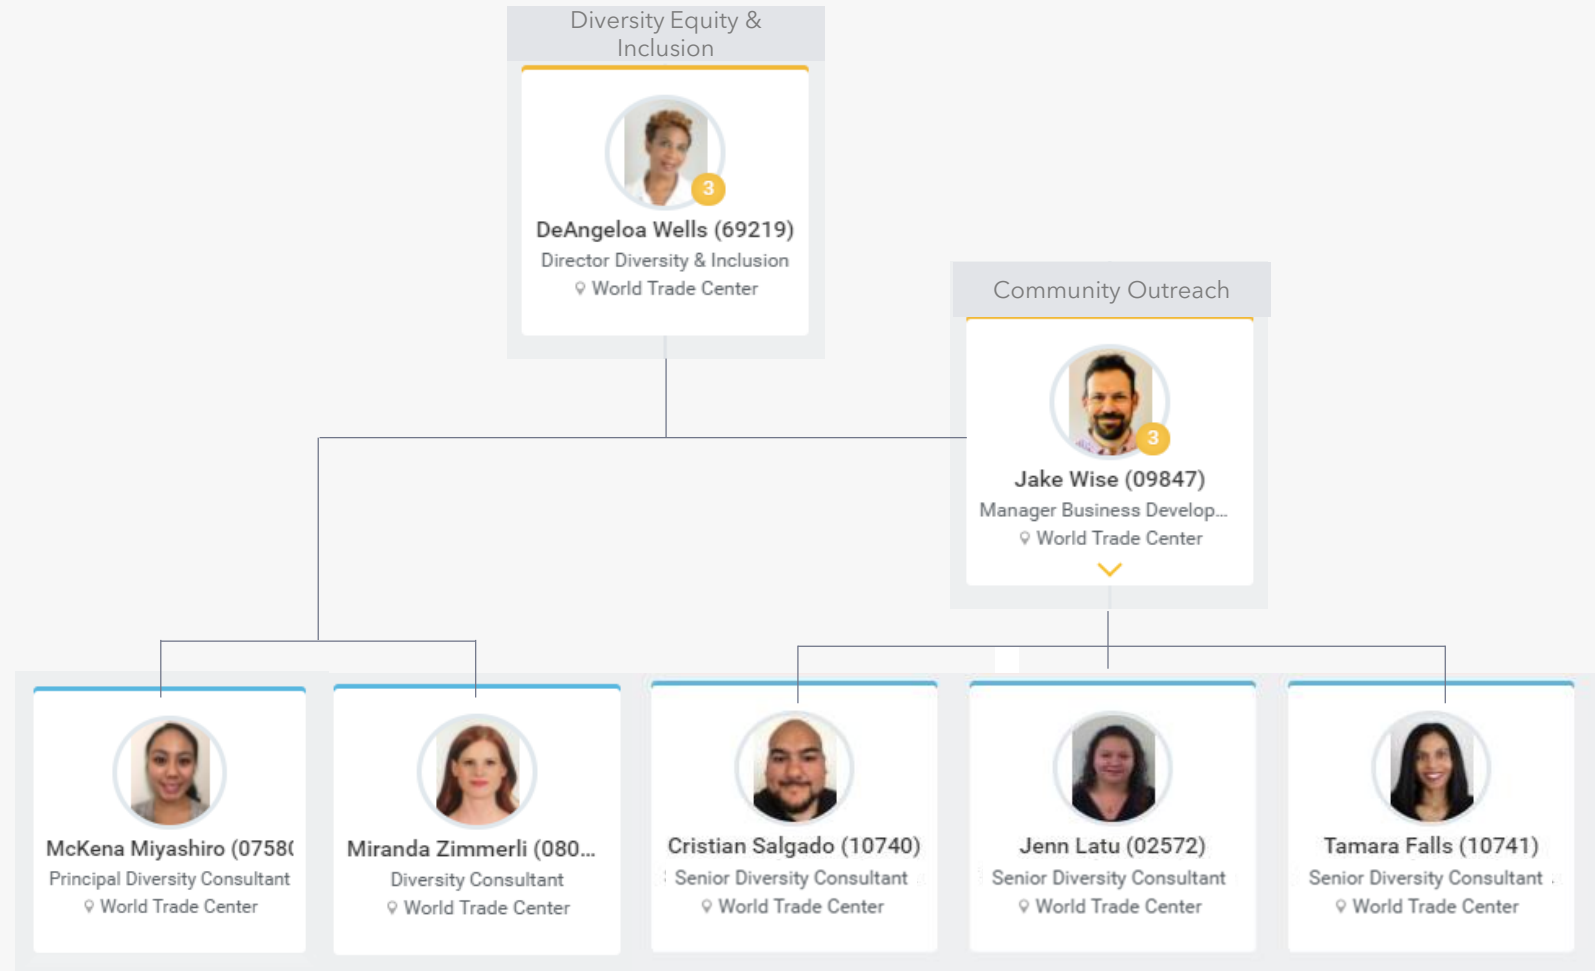 Diversity Equity &
Inclusion
3
DeAngeloa Wells (69219)
Director Diversity & Inclusion
World Trade Center
Community Outreach
3
Jake Wise (09847)
Manager Business Develop...
World Trade Center
McKena Miyashiro (0758(
Principal Diversity Consultant
World Trade Center
Miranda Zimmerli (080...
Diversity Consultant
World Trade Center
Cristian Salgado (10740)
Senior Diversity Consultant
World Trade Center
Jenn Latu (02572)
Senior Diversity Consultant
World Trade Center
Tamara Falls (10741)
Senior Diversity Consultant
World Trade Center